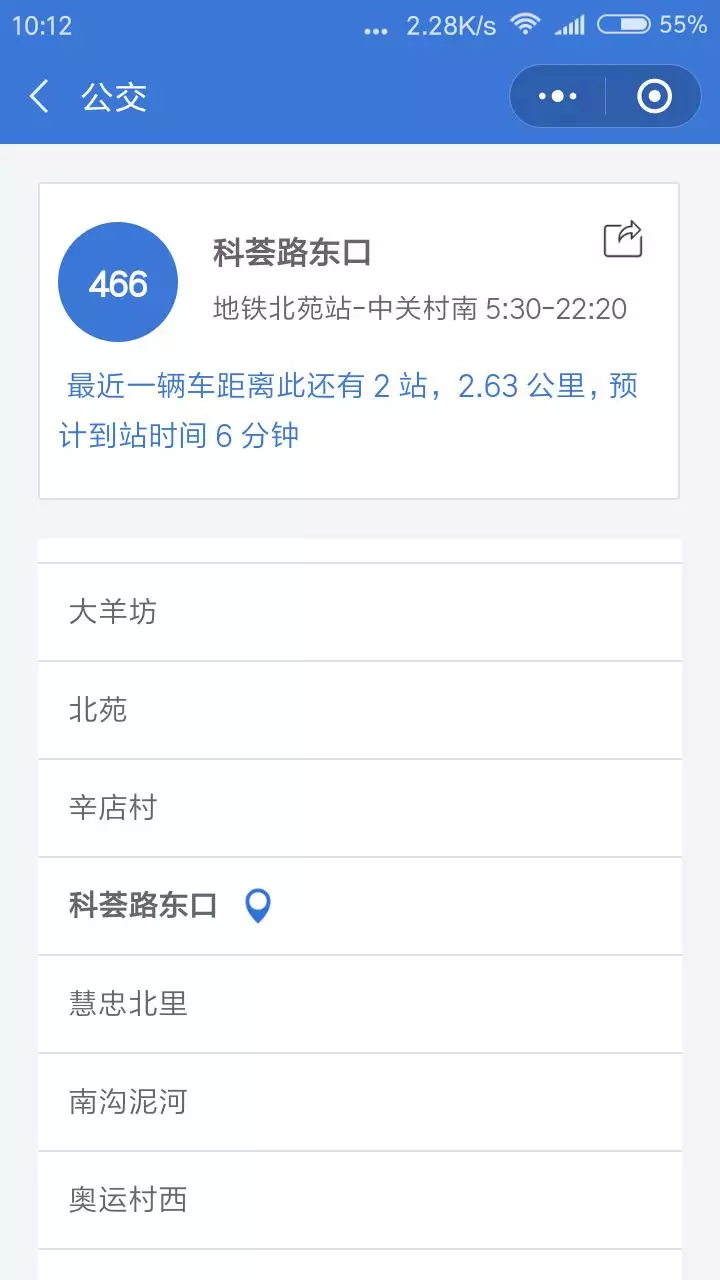 10:12
... 2.28K/s 55%
公交
466
科荟路东口
地铁北苑站-中关村南 5:30-22:20
最近一辆车距离此还有 2 站，2.63 公里, 预
计到站时间 6 分钟
大羊坊
北苑
辛店村
科荟路东口
慧忠北里
南沟泥河
奥运村西